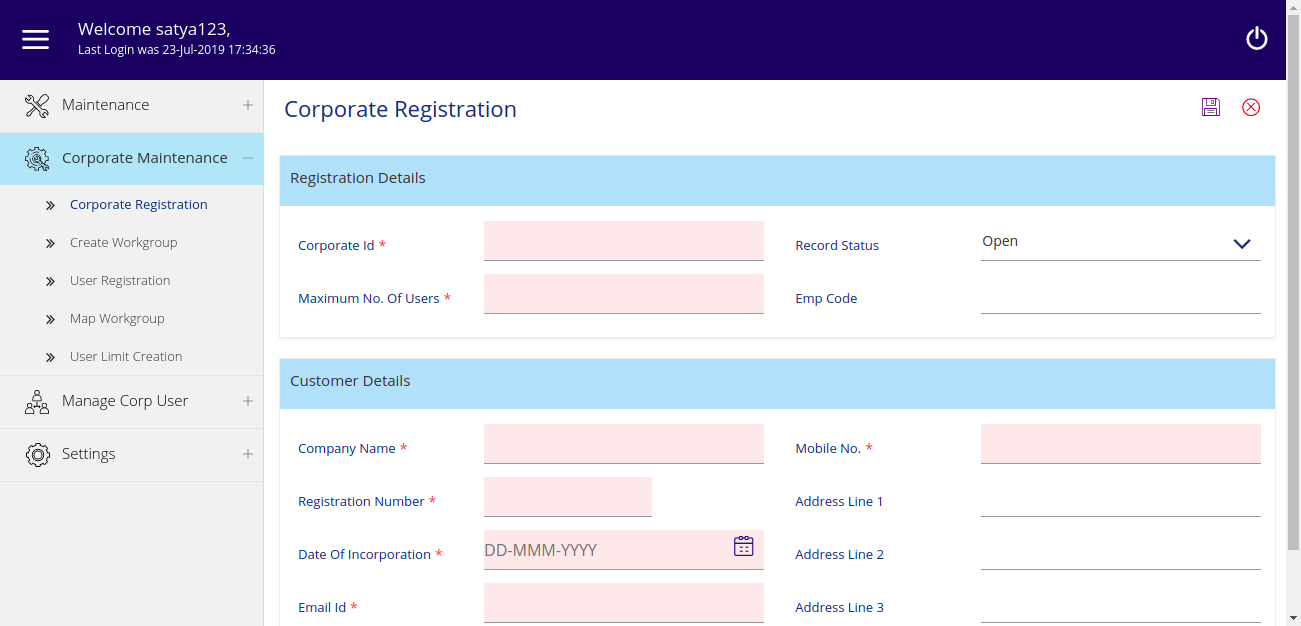 Welcome satya123,
Last Login was 23-Jul-2019 17:34:36
Maintenance
Corporate Maintenance
Corporate Registration
Create Workgroup
User Registration
Map Workgroup
User Limit Creation
Manage Corp User
Settings
Corporate Registration
Registration Details
Corporate Id *
Record Status Open
Maximum No. Of Users *
Emp Code
Customer Details
Company Name *
Mobile No. *
Registration Number *
Address Line 1
Date Of Incorporation * DD-MMM-YYYY
Address Line 2
Email Id *
Address Line 3